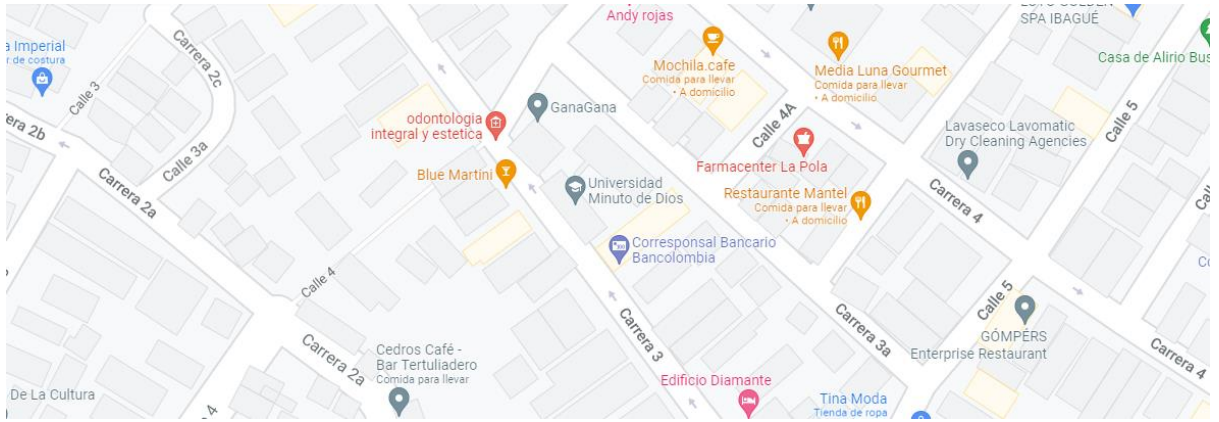 Andy rojas
SPA IBAGUÉ
Imperial
r de costura
Carrera 2c
Calle 3
era 2b
Calle 3a
Carrera 2a
Mochila.cafe
Comida para llevar
• A domicilio
Media Luna Gourmet
Comida para llevar
• A domicilio
Casa de Alirio Bus
Calle 5
GanaGana
odontologia
integral y estetica
Calle 4A
Lavaseco Lavomatic
Dry Cleaning Agencies
Farmacenter La Pola
Blue Martini
Universidad
Minuto de Dios
Restaurante Mantel
Comida para llevar
• A domicilio
Carrera 4
Corresponsal Bancario
Bancolombia
Calle 4
Calle 5
Carrera 3
Carrera 3a
GÓMPÉRS
Enterprise Restaurant
Carrera 4
Carrera 2a
Cedros Café -
Bar Tertuliadero
Comida para llevar
Edificio Diamante
De La Cultura
4
Tina Moda
Tienda de ropa